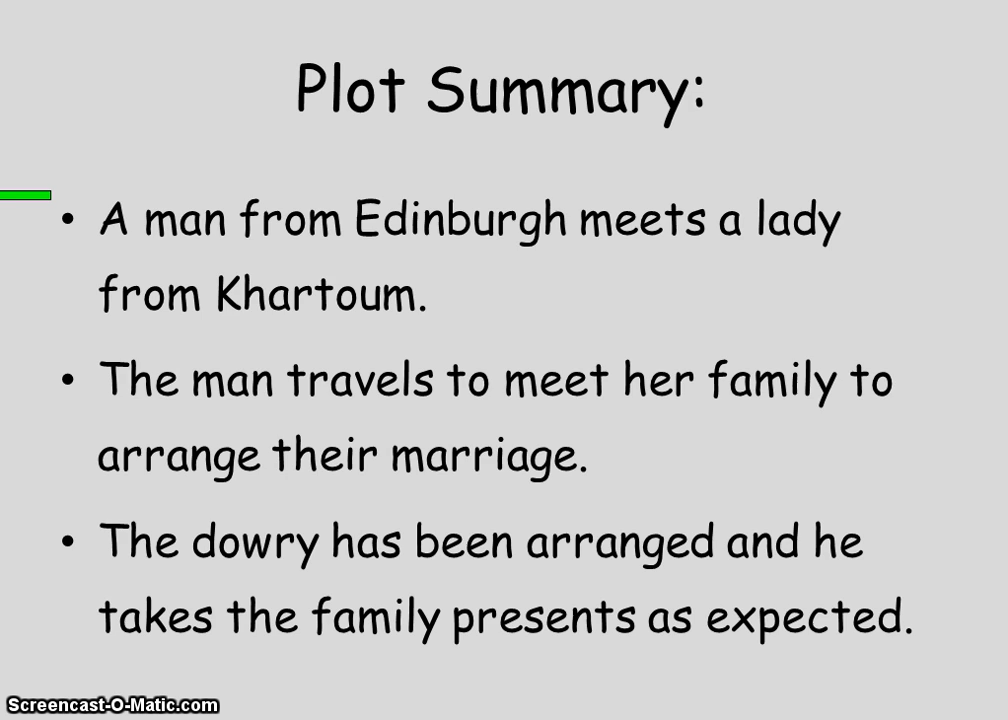 Plot Summary:
• A man from Edinburgh meets a lady
from Khartoum.
• The man travels to meet her family to
arrange their marriage.
• The dowry has been arranged and he
takes the family presents as expected.
Screencast-O-Matic.com